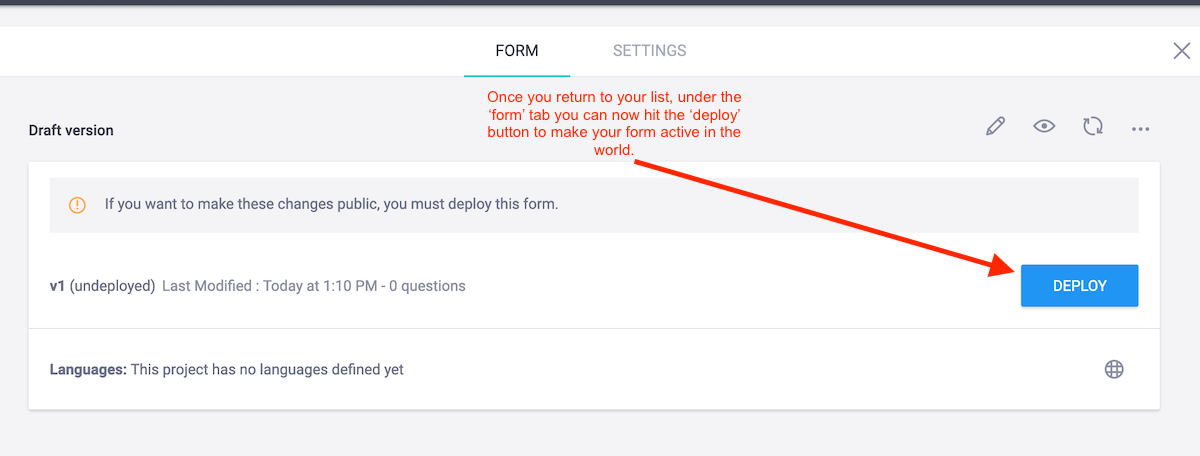 FORM SETTINGS
Once you return to your list, under the
‘form’ tab you can now hit the ‘deploy’
button to make your form active in the
world.
Draft version
If you want to make these changes public, you must deploy this form.
v1 (undeployed) Last Modified : Today at 1:10 PM - 0 questions
DEPLOY
Languages: This project has no languages defined yet